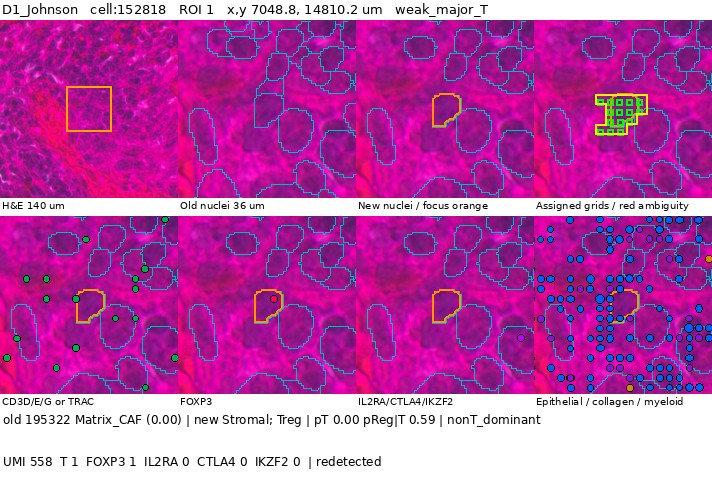 D1_Johnson   cell:152818   ROI 1   x,y 7048.8, 14810.2 um   weak_major_T
H&E 140 um
Old nuclei 36 um
New nuclei / focus orange
Assigned grids / red ambiguity
CD3D/E/G or TRAC
FOXP3
IL2RA/CTLA4/IKZF2
Epithelial / collagen / myeloid
old 195322 Matrix_CAF (0.00) | new Stromal; Treg | pT 0.00 pReg|T 0.59 | nonT_dominant
UMI 558  T 1  FOXP3 1  IL2RA 0  CTLA4 0  IKZF2 0  | redetected